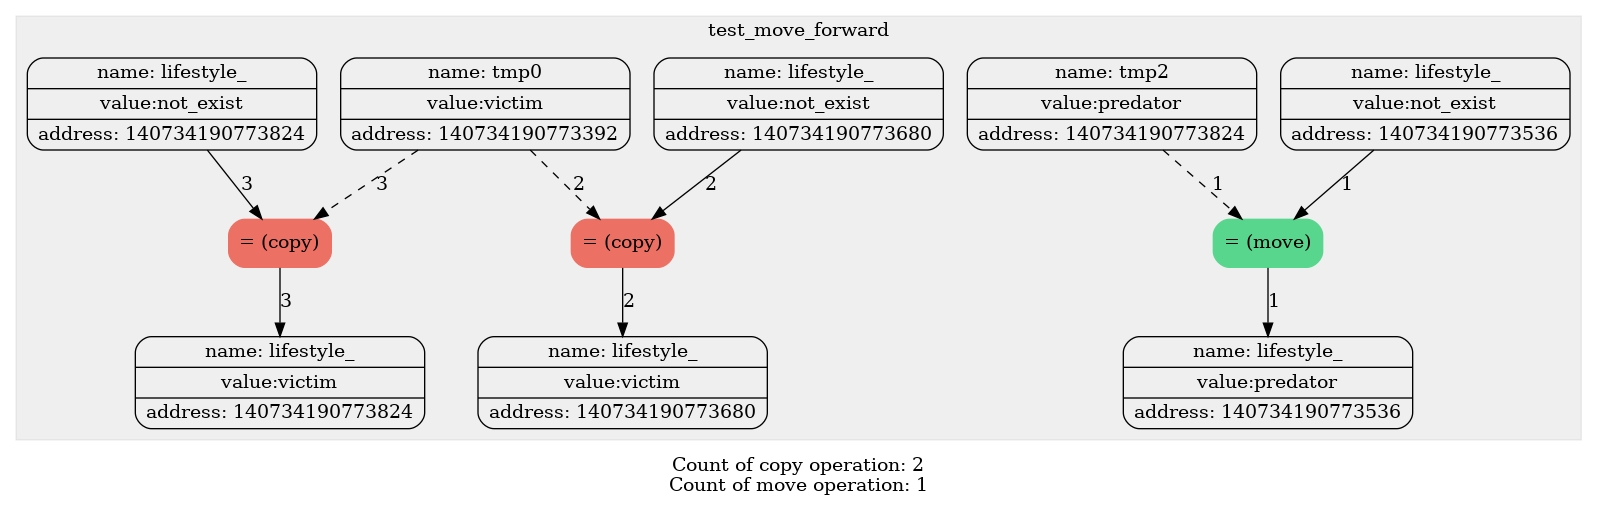 test_move_forward
name: lifestyle_
value:not_exist
address: 140734190773824
name: tmp0
value:victim
address: 140734190773392
name: lifestyle_
value:not_exist
address: 140734190773680
name: tmp2
value:predator
address: 140734190773824
name: lifestyle_
value:not_exist
address: 140734190773536
3
3
2
2
1
1
= (copy)
= (copy)
= (move)
3
2
1
name: lifestyle_
value:victim
address: 140734190773824
name: lifestyle_
value:victim
address: 140734190773680
name: lifestyle_
value:predator
address: 140734190773536
Count of copy operation: 2
Count of move operation: 1